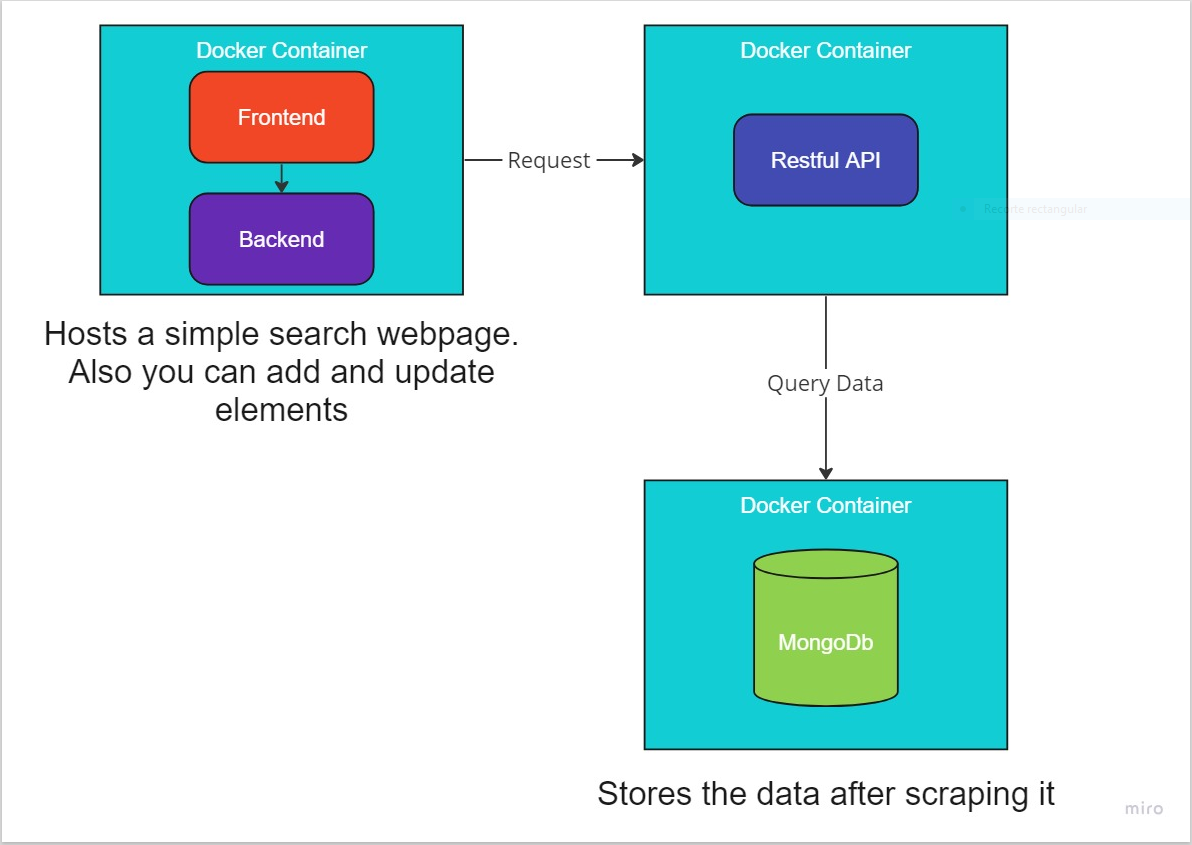 Docker Container
Frontend
Backend
Hosts a simple search webpage.
Also you can add and update
elements
Request
Docker Container
Restful API
Recorte rectangular
Query Data
Docker Container
MongoDb
Stores the data after scraping it
miro